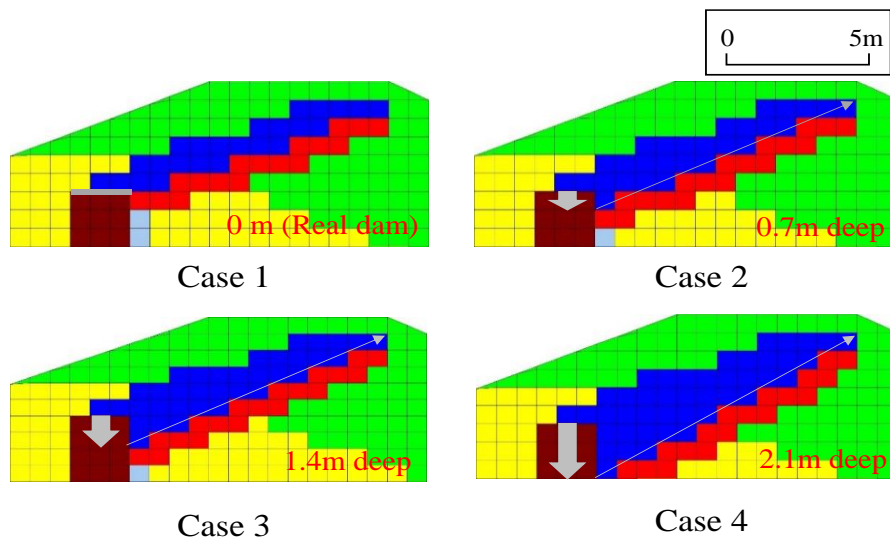 0 5m
0 m (Real dam)
0.7m deep
Case 1
Case 2
1.4m deep
2.1m deep
Case 3
Case 4